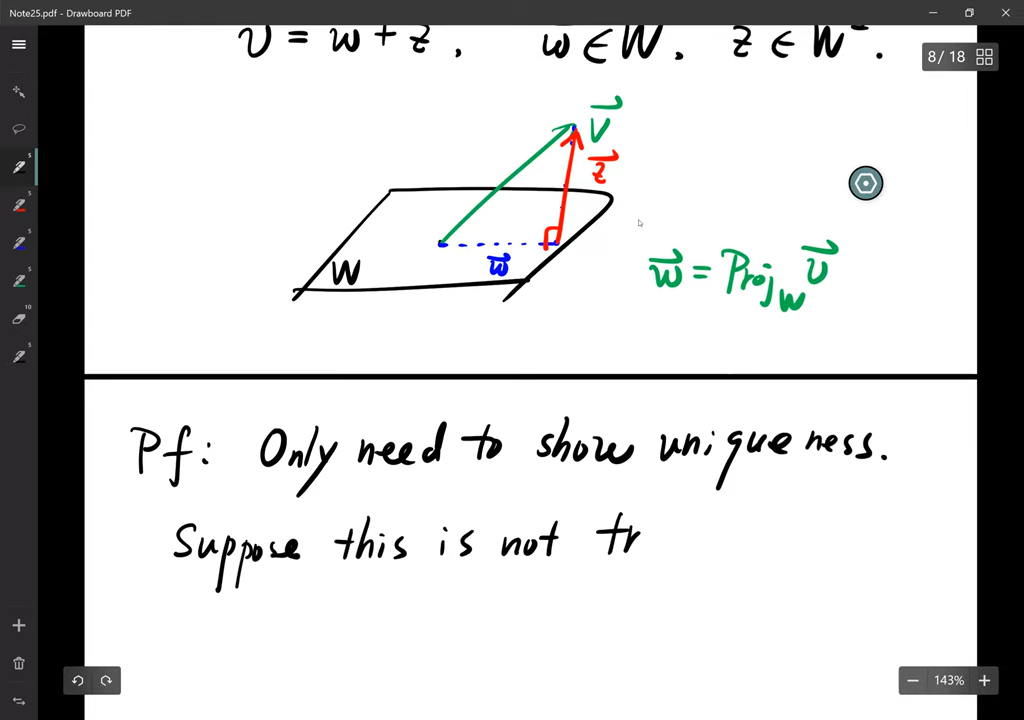 Note25.pdf - Drawboard PDF
8 / 18
v = w + z, w ∈ W, z ∈ W⊥.
v
z
W
w
w = Proj_W v
Pf: Only need to show uniqueness.
Suppose this is not tr
143%